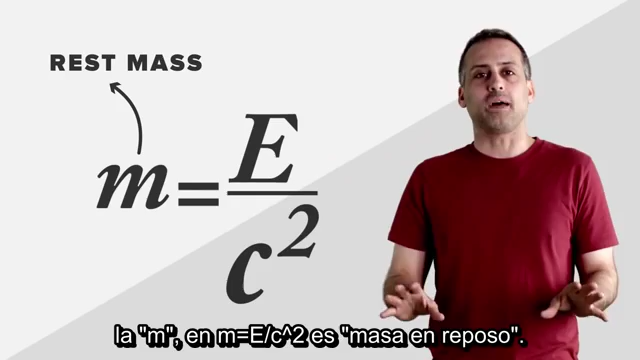 REST MASS
m=E/c²
la "m", en m=E/c^2 es "masa en reposo".